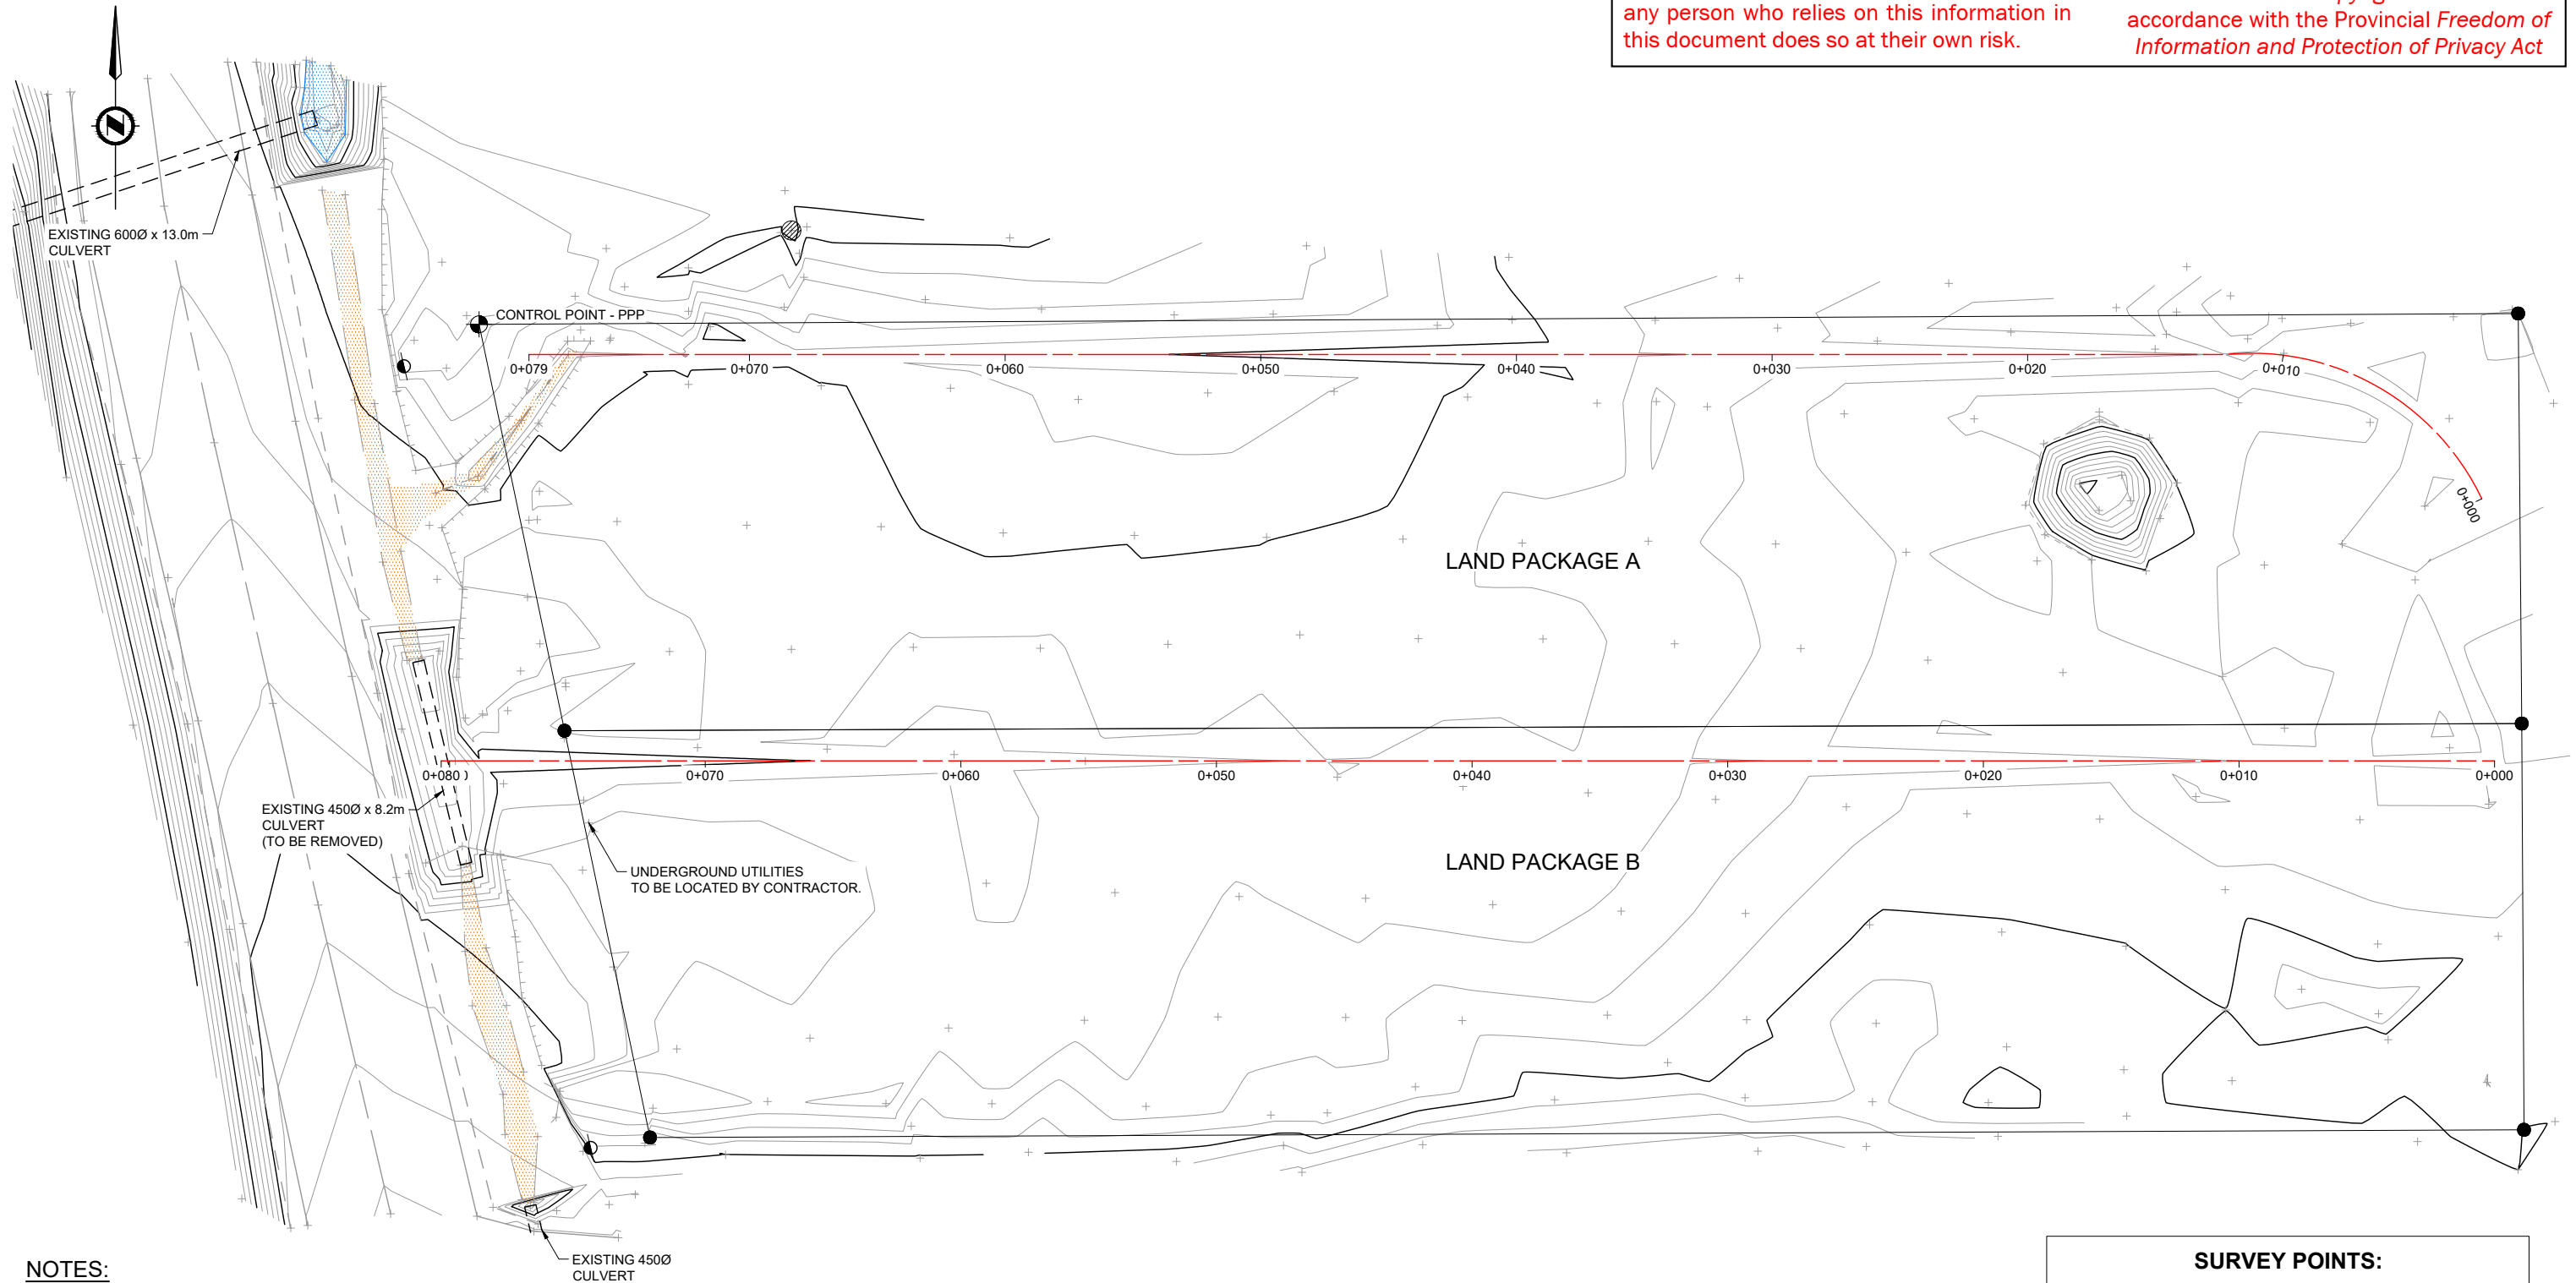 any person who relies on this information in
this document does so at their own risk.
accordance with the Provincial Freedom of
Information and Protection of Privacy Act
N
EXISTING 600Ø x 13.0m
CULVERT
CONTROL POINT - PPP
0+079
0+070
0+060
0+050
0+040
0+030
0+020
0+010
0+000
LAND PACKAGE A
0+080
0+070
0+060
0+050
0+040
0+030
0+020
0+010
0+000
EXISTING 450Ø x 8.2m
CULVERT
(TO BE REMOVED)
UNDERGROUND UTILITIES
TO BE LOCATED BY CONTRACTOR.
LAND PACKAGE B
EXISTING 450Ø
CULVERT
NOTES:
SURVEY POINTS: